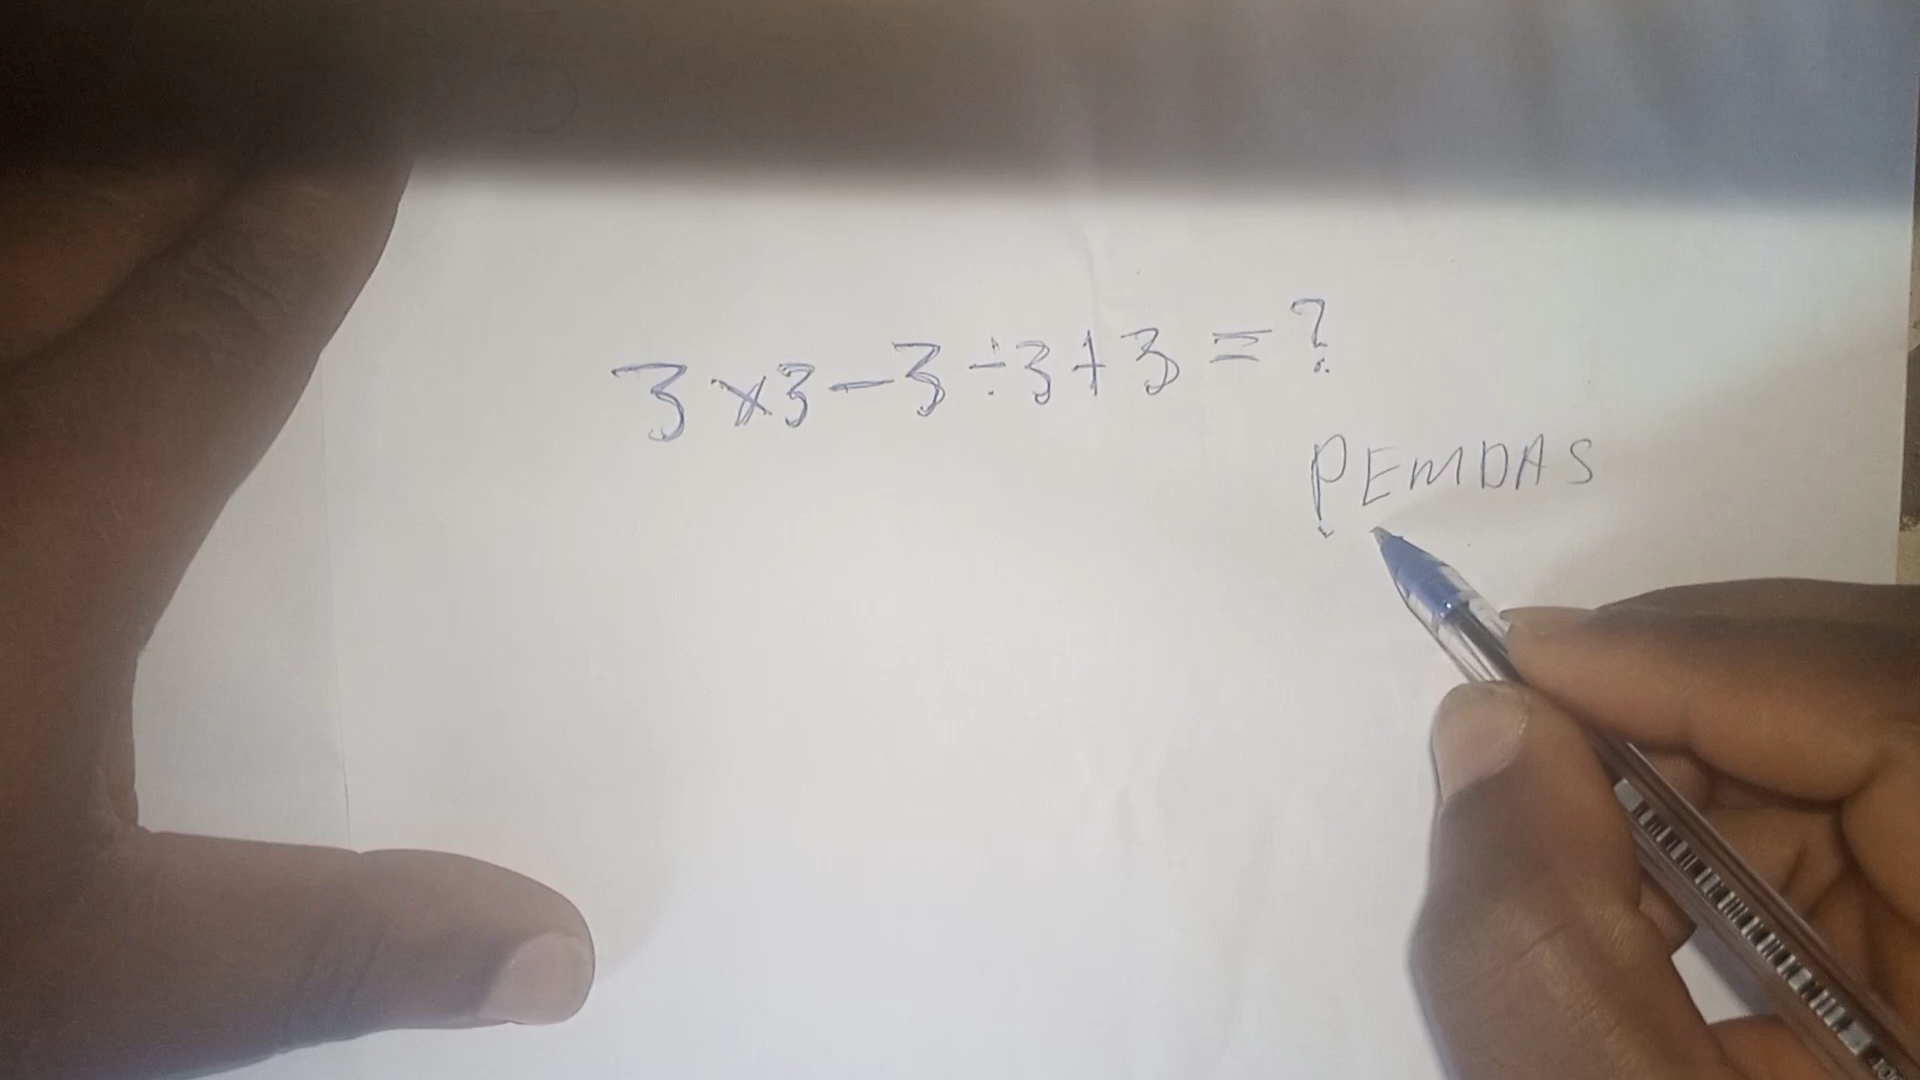 3 × 3 – 3 ÷ 3 + 3 = ?
PEMDAS